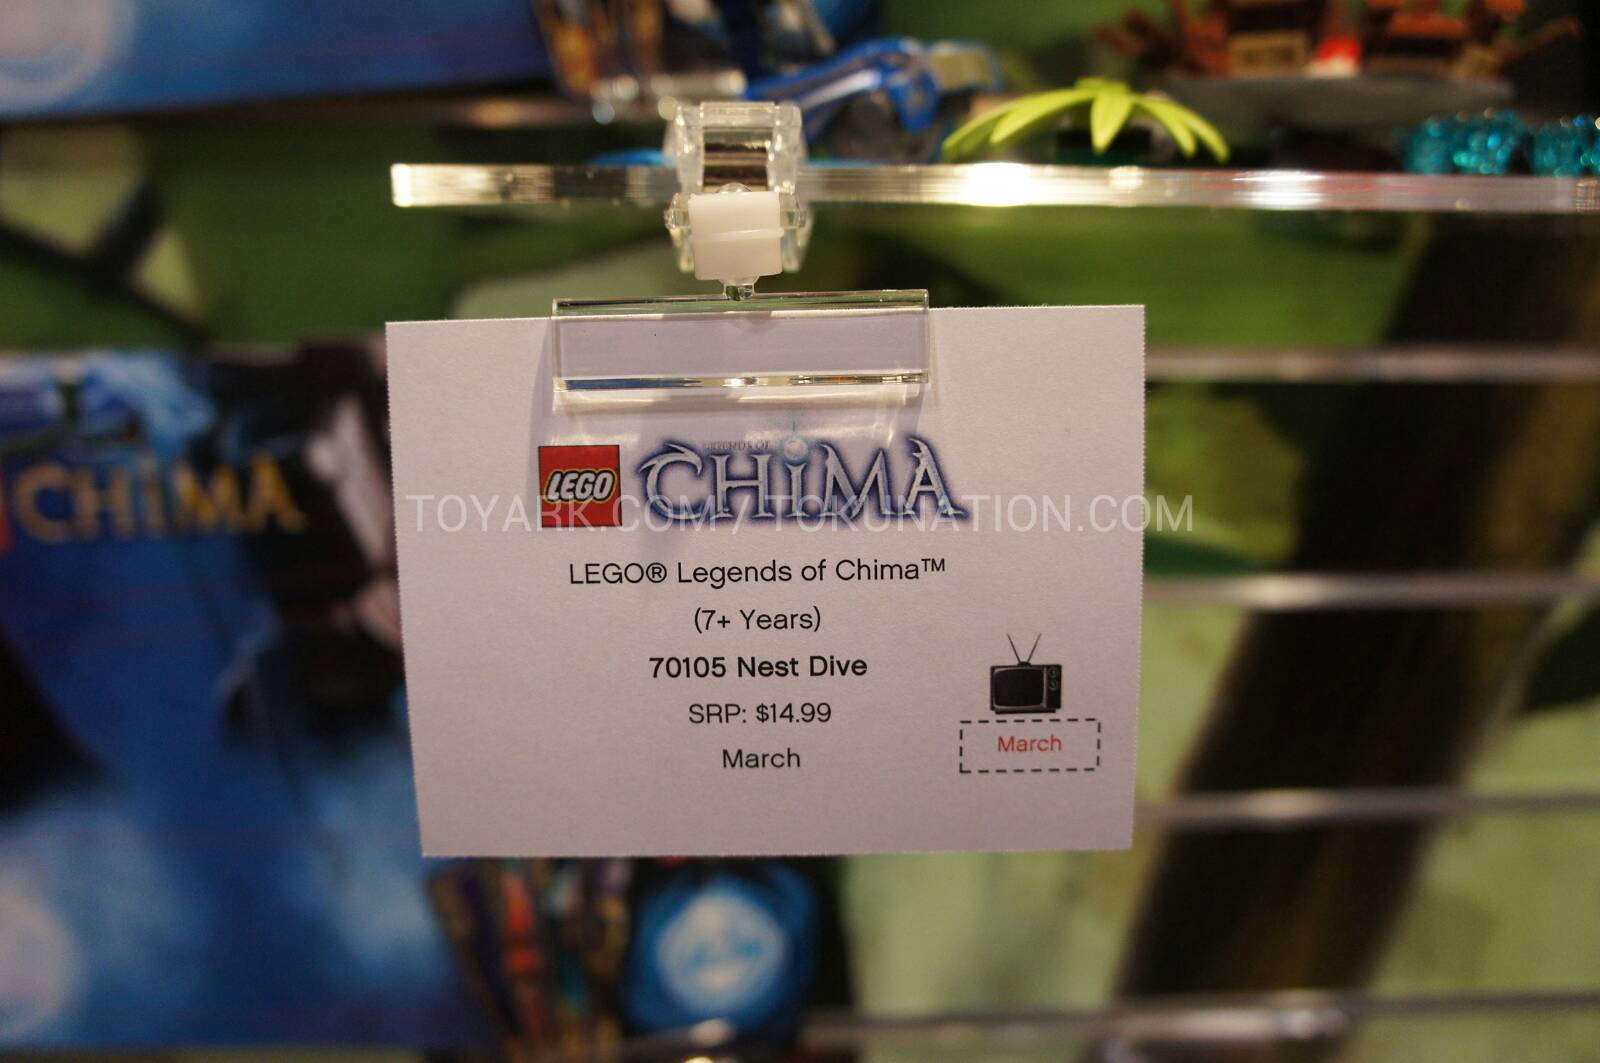 LEGENDS OF
LEGO CHIMA
TOYARK.COM / TOKUNATION.COM
LEGO® Legends of Chima™
(7+ Years)
70105 Nest Dive
SRP: $14.99
March
March
CHIMA